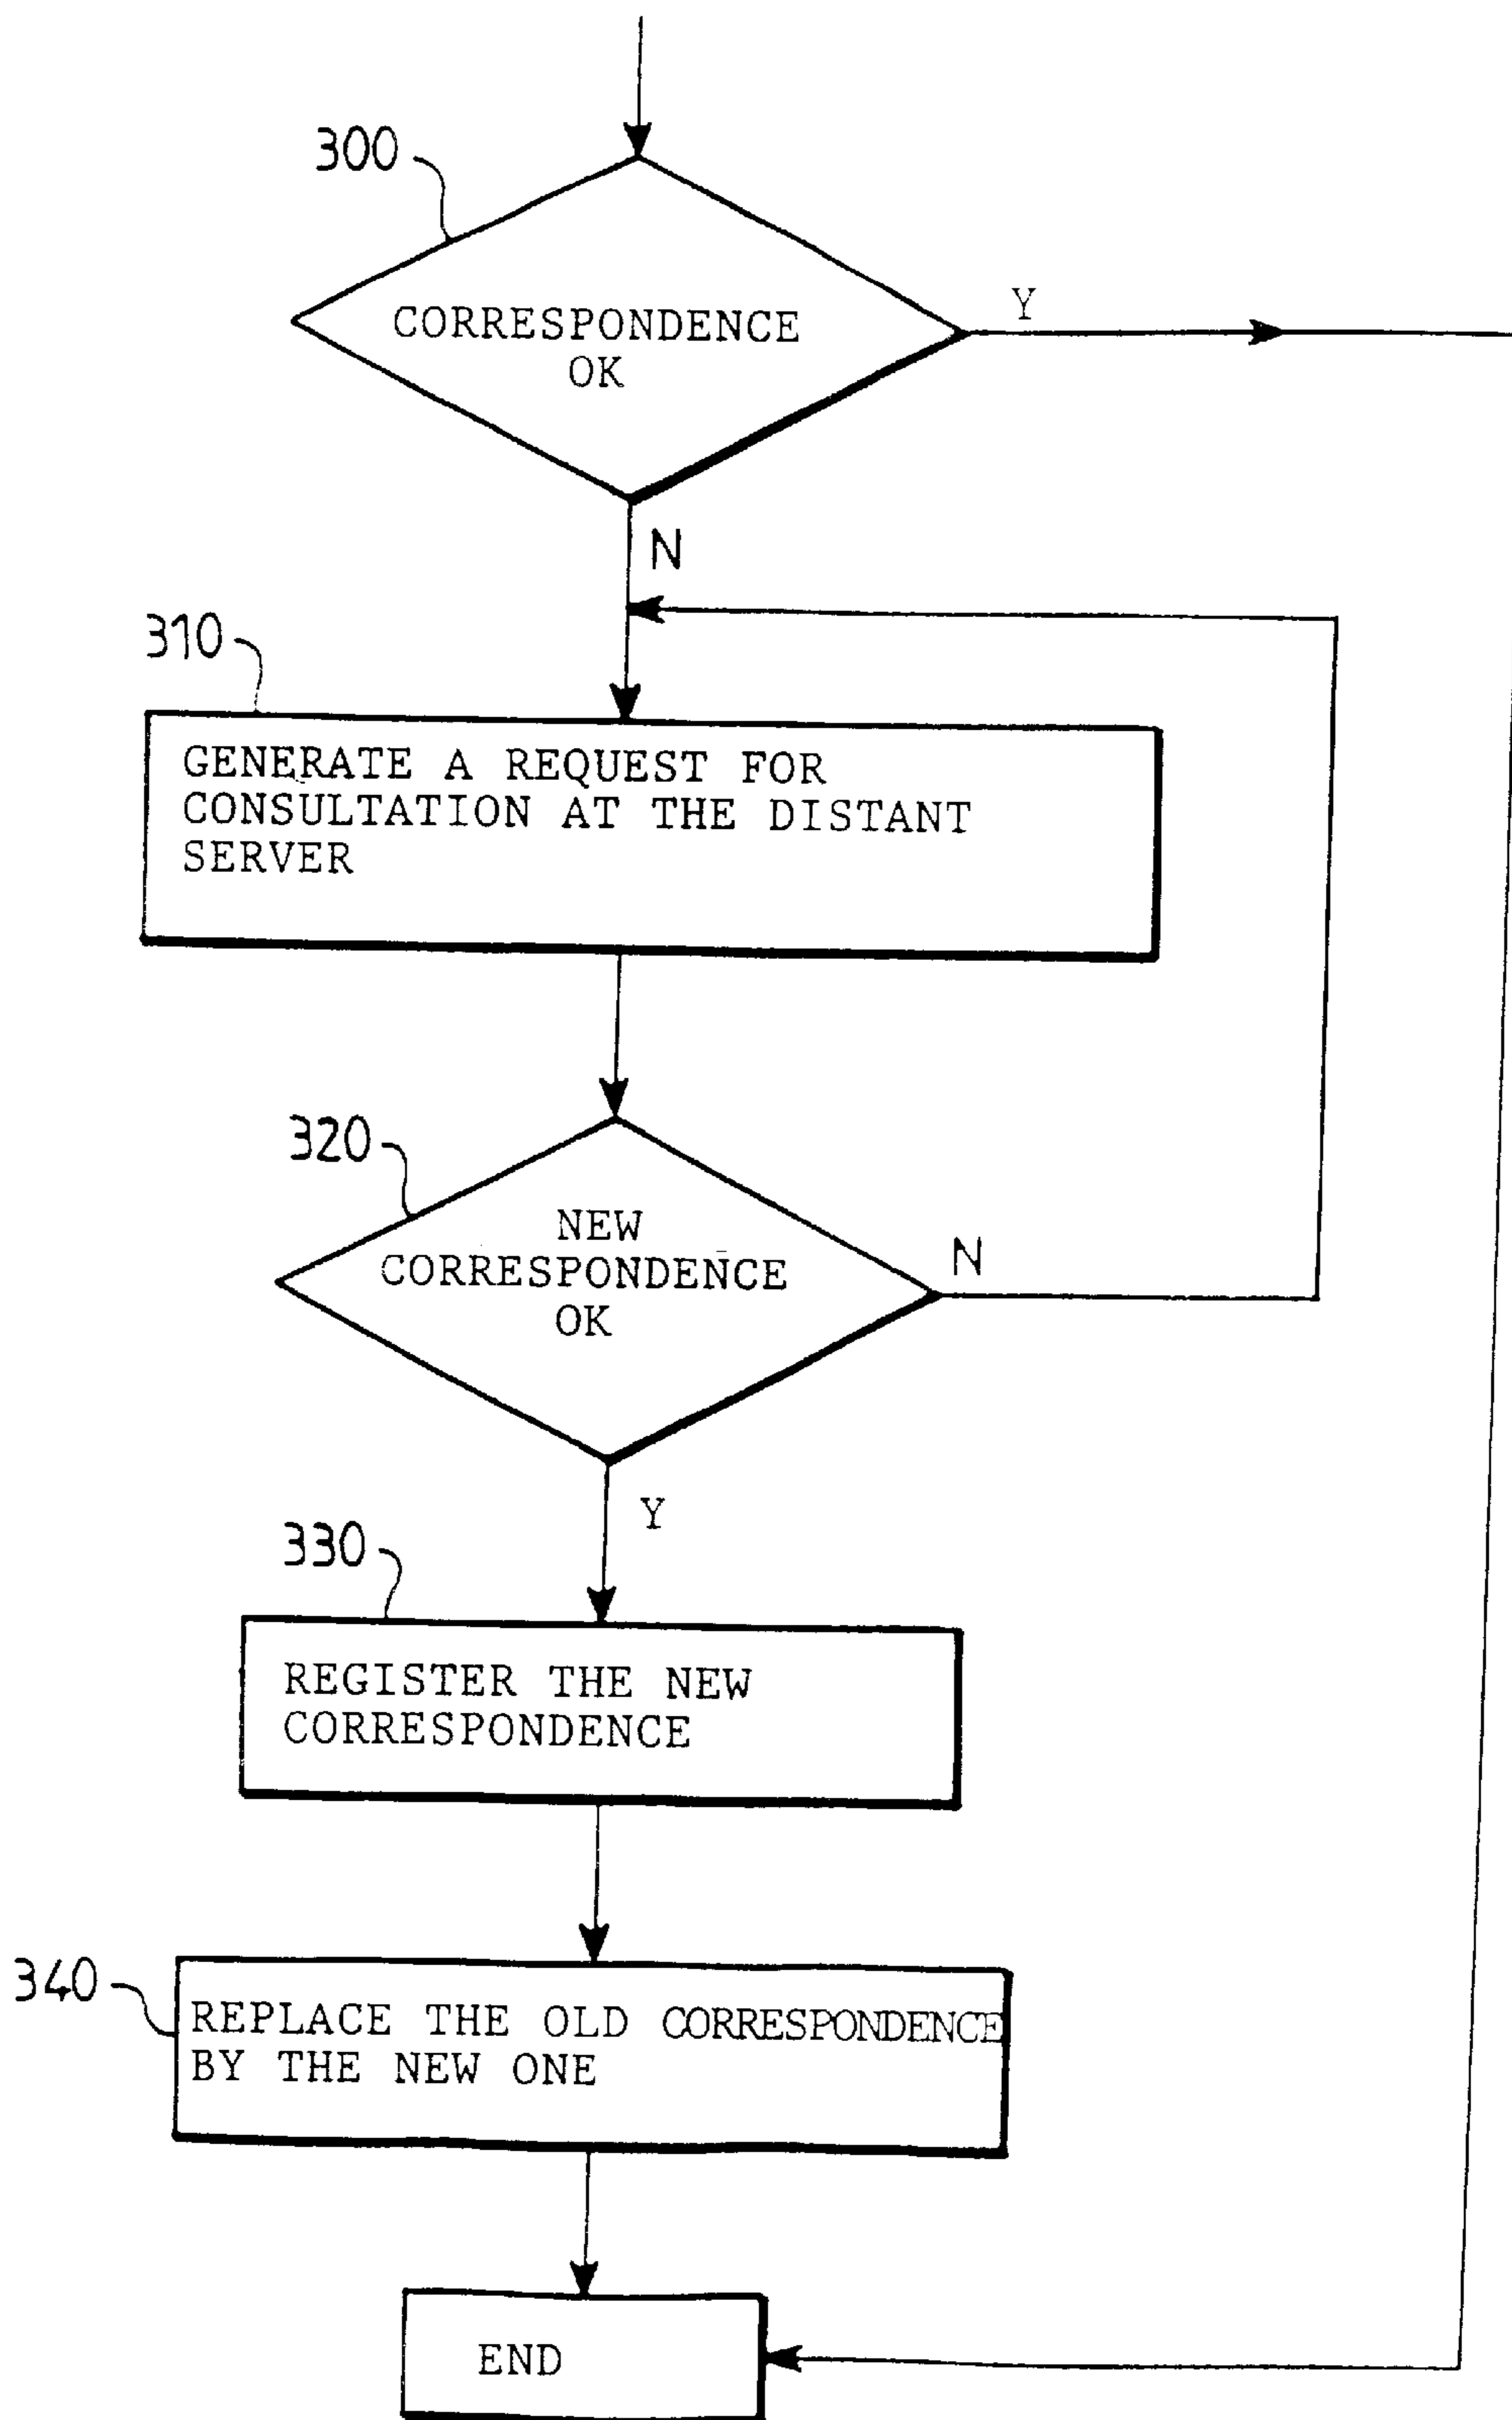 300
CORRESPONDENCE
OK
Y
N
310
GENERATE A REQUEST FOR
CONSULTATION AT THE DISTANT
SERVER
320
NEW
CORRESPONDENCE
OK
N
Y
330
REGISTER THE NEW
CORRESPONDENCE
340
REPLACE THE OLD CORRESPONDENCE
BY THE NEW ONE
END